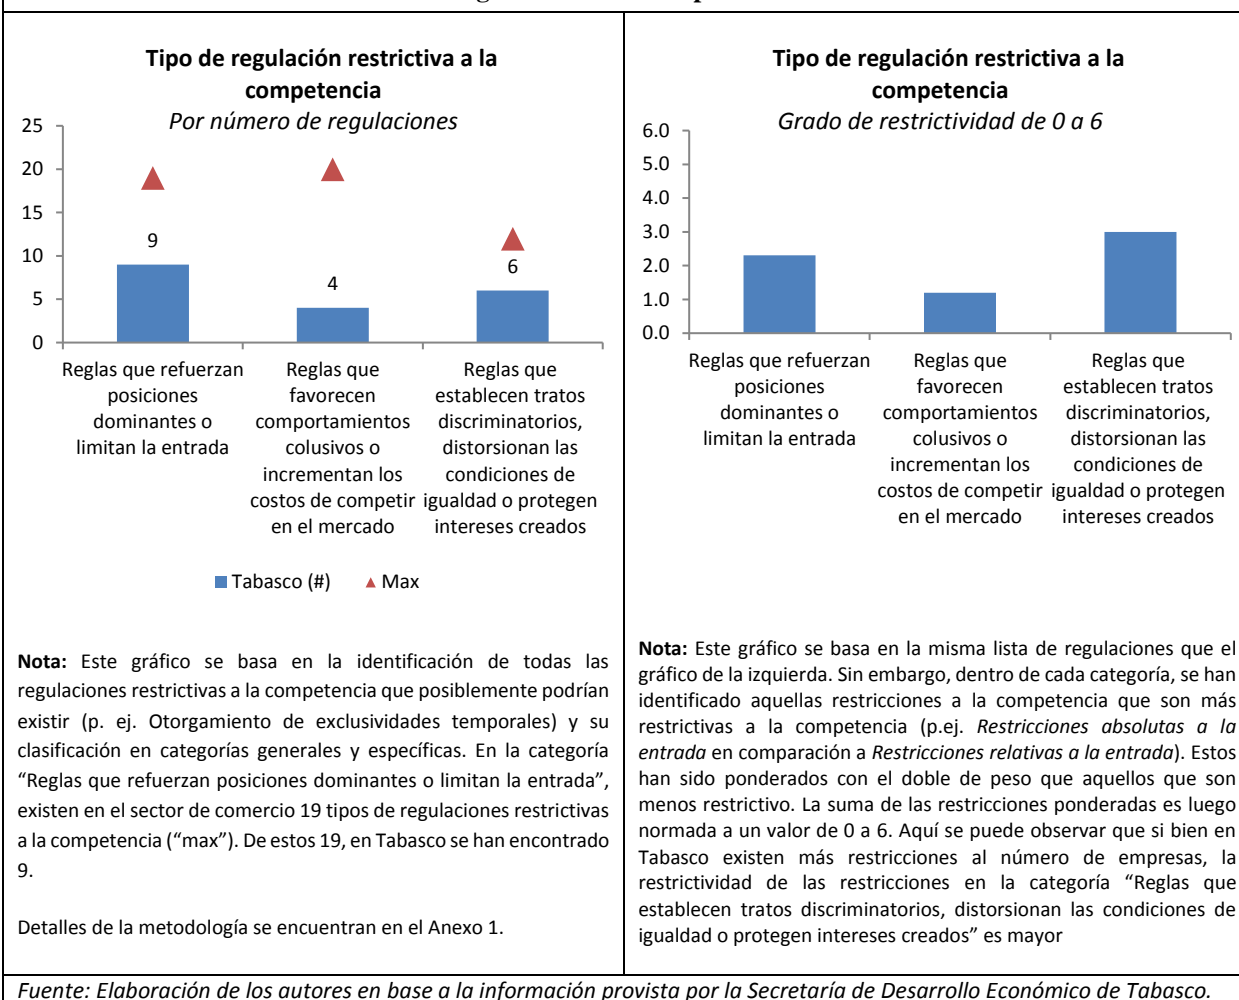 Tipo de regulación restrictiva a la
competencia
Por número de regulaciones
25
20
15
10
5
0
9
4
6
Reglas que refuerzan
posiciones
dominantes o
limitan la entrada
Reglas que
favorecen
comportamientos
colusivos o
incrementan los
costos de competir
en el mercado
Reglas que
establecen tratos
discriminatorios,
distorsionan las
condiciones de
igualdad o protegen
intereses creados
Tabasco (#)
Max
Nota: Este gráfico se basa en la identificación de todas las
regulaciones restrictivas a la competencia que posiblemente podrían
existir (p. ej. Otorgamiento de exclusividades temporales) y su
clasificación en categorías generales y específicas. En la categoría
“Reglas que refuerzan posiciones dominantes o limitan la entrada”,
existen en el sector de comercio 19 tipos de regulaciones restrictivas
a la competencia (“max”). De estos 19, en Tabasco se han encontrado
9.
Detalles de la metodología se encuentran en el Anexo 1.
Tipo de regulación restrictiva a la
competencia
Grado de restrictividad de 0 a 6
6.0
5.0
4.0
3.0
2.0
1.0
0.0
Reglas que refuerzan
posiciones
dominantes o
limitan la entrada
Reglas que
favorecen
comportamientos
colusivos o
incrementan los
costos de competir
en el mercado
Reglas que
establecen tratos
discriminatorios,
distorsionan las
condiciones de
igualdad o protegen
intereses creados
Nota: Este gráfico se basa en la misma lista de regulaciones que el
gráfico de la izquierda. Sin embargo, dentro de cada categoría, se han
identificado aquellas restricciones a la competencia que son más
restrictivas a la competencia (p.ej. Restricciones absolutas a la
entrada en comparación a Restricciones relativas a la entrada). Estos
han sido ponderados con el doble de peso que aquellos que son
menos restrictivo. La suma de las restricciones ponderadas es luego
normada a un valor de 0 a 6. Aquí se puede observar que si bien en
Tabasco existen más restricciones al número de empresas, la
restrictividad de las restricciones en la categoría “Reglas que
establecen tratos discriminatorios, distorsionan las condiciones de
igualdad o protegen intereses creados” es mayor
Fuente: Elaboración de los autores en base a la información provista por la Secretaría de Desarrollo Económico de Tabasco.